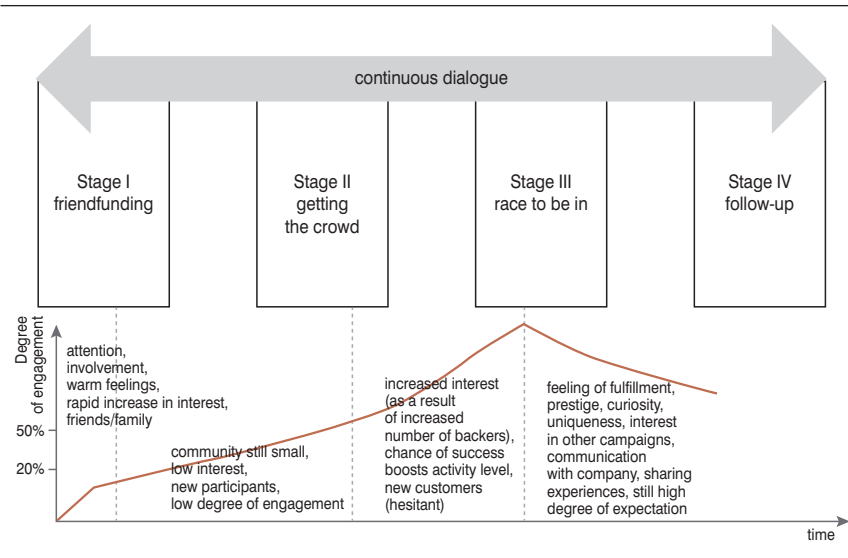 continuous dialogue
Stage I
friendfunding
Stage II
getting
the crowd
Stage III
race to be in
Stage IV
follow-up
Degree
of engagement
50%
20%
attention,
involvement,
warm feelings,
rapid increase in interest,
friends/family
community still small,
low interest,
new participants,
low degree of engagement
increased interest
(as a result
of increased
number of backers),
chance of success
boosts activity level,
new customers
(hesitant)
feeling of fulfillment,
prestige, curiosity,
uniqueness, interest
in other campaigns,
communication
with company, sharing
experiences, still high
degree of expectation
time